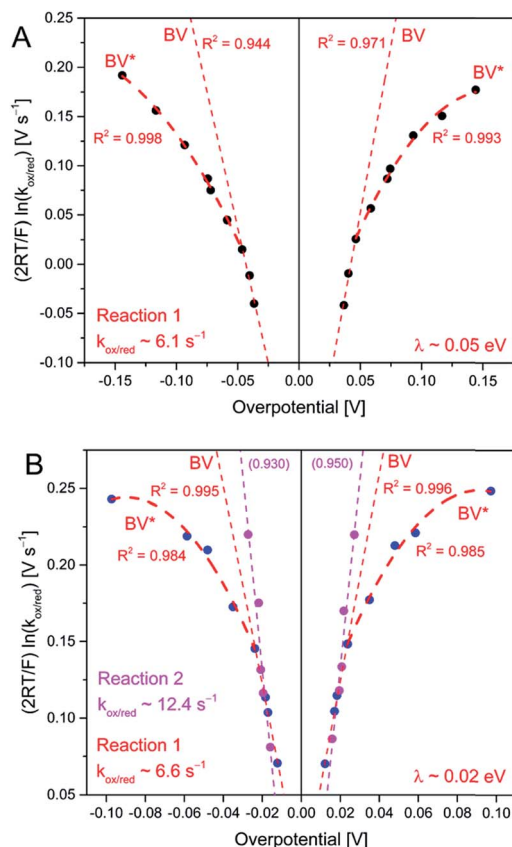 A
BV
R² = 0.944
BV
R² = 0.971
BV*
BV*
R² = 0.998
R² = 0.993
(2RT/F) ln(k_ox/red) [V s⁻¹]
0.25
0.20
0.15
0.10
0.05
0.00
-0.05
-0.10
Reaction 1
k_ox/red ~ 6.1 s⁻¹
λ ~ 0.05 eV
-0.15 -0.10 -0.05 0.00 0.05 0.10 0.15
Overpotential [V]
B
BV
(0.930)
(0.950)
BV
R² = 0.995
R² = 0.996
BV*
BV*
R² = 0.984
R² = 0.985
(2RT/F) ln(k_ox/red) [V s⁻¹]
0.25
0.20
0.15
0.10
0.05
Reaction 2
k_ox/red ~ 12.4 s⁻¹
Reaction 1
k_ox/red ~ 6.6 s⁻¹
λ ~ 0.02 eV
-0.10 -0.08 -0.06 -0.04 -0.02 0.00 0.02 0.04 0.06 0.08 0.10
Overpotential [V]